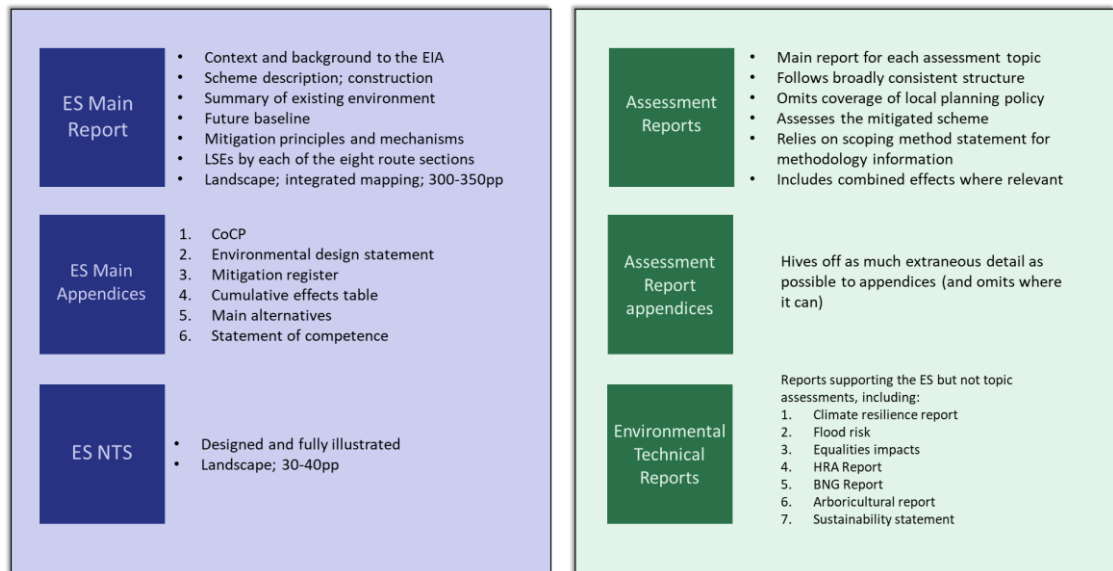 ES Main
Report
• Context and background to the EIA
• Scheme description; construction
• Summary of existing environment
• Future baseline
• Mitigation principles and mechanisms
• LSEs by each of the eight route sections
• Landscape; integrated mapping; 300-350pp
ES Main
Appendices
1. CoCP
2. Environmental design statement
3. Mitigation register
4. Cumulative effects table
5. Main alternatives
6. Statement of competence
ES NTS
• Designed and fully illustrated
• Landscape; 30-40pp
Assessment
Reports
• Main report for each assessment topic
• Follows broadly consistent structure
• Omits coverage of local planning policy
• Assesses the mitigated scheme
• Relies on scoping method statement for
methodology information
• Includes combined effects where relevant
Assessment
Report
appendices
Hives off as much extraneous detail as
possible to appendices (and omits where
it can)
Environmental
Technical
Reports
Reports supporting the ES but not topic
assessments, including:
1. Climate resilience report
2. Flood risk
3. Equalities impacts
4. HRA Report
5. BNG Report
6. Arboricultural report
7. Sustainability statement